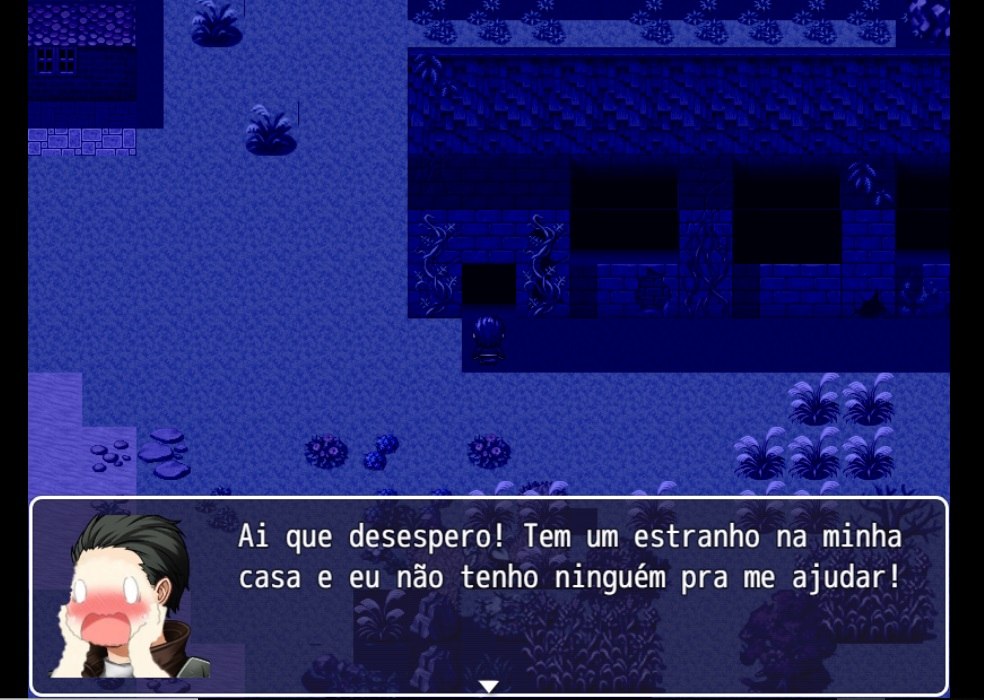 Ai que desespero! Tem um estranho na minha
casa e eu não tenho ninguém pra me ajudar!